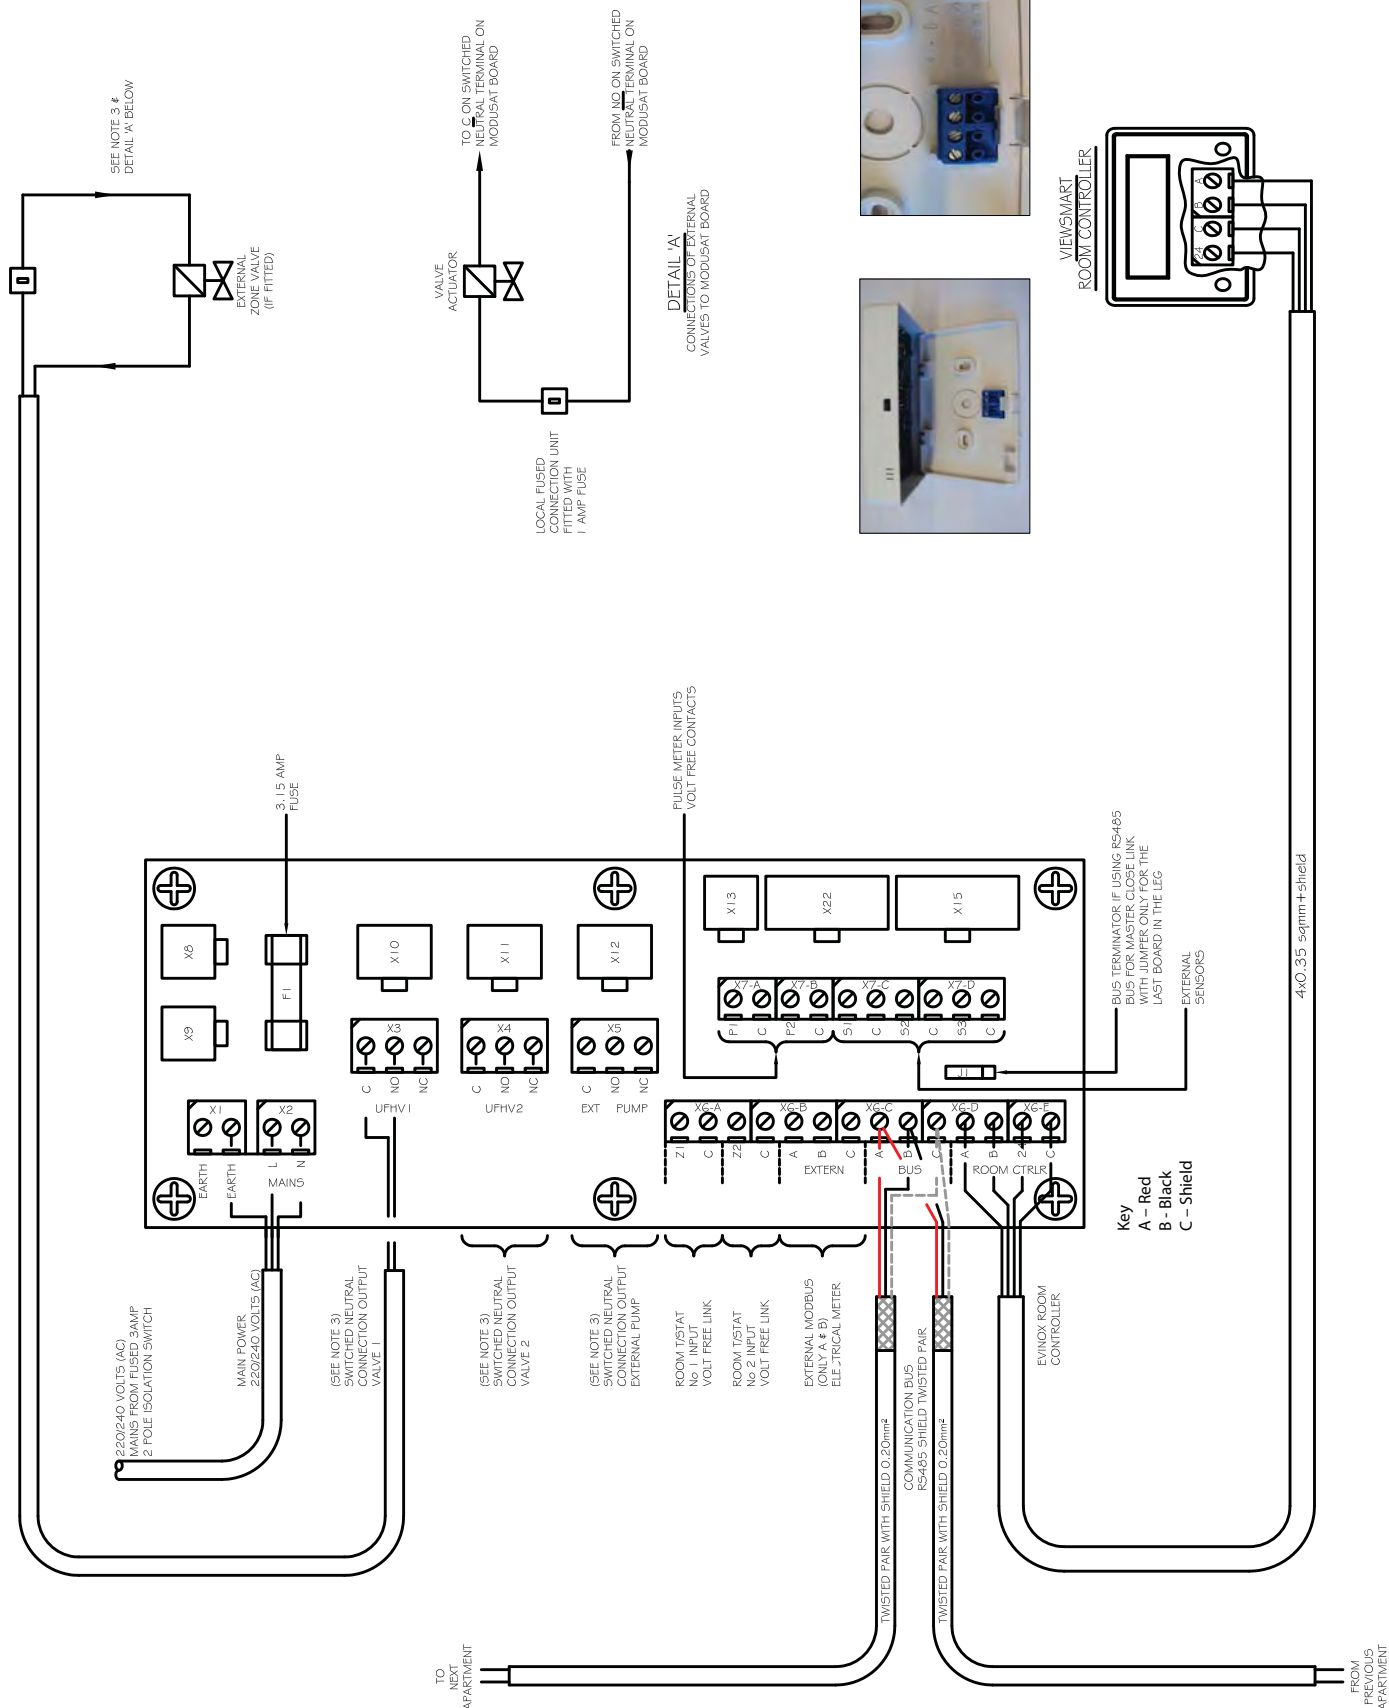 SEE NOTE 3 &
DETAIL 'A' BELOW
EXTERNAL
ZONE VALVE
(IF FITTED)
TO C ON SWITCHED
NEUTRAL TERMINAL ON
MODUSAT BOARD
FROM NO ON SWITCHED
NEUTRAL TERMINAL ON
MODUSAT BOARD
VALVE
ACTUATOR
LOCAL FUSED
CONNECTION UNIT
FITTED WITH
1 AMP FUSE
DETAIL 'A'
CONNECTIONS OF EXTERNAL
VALVES TO MODUSAT BOARD
VIEWSMART
ROOM CONTROLLER
24
C
B
A
4x0.35 sqmm+shield
3.15 AMP
FUSE
PULSE METER INPUTS
VOLT FREE CONTACTS
BUS TERMINATOR IF USING RS485
BUS FOR MASTER CLOSE LINK
WITH JUMPER ONLY FOR THE
LAST BOARD IN THE LEG
EXTERNAL
SENSORS
X8
X9
F1
X10
X11
X12
X13
X22
X15
X1
EARTH
EARTH
X2
L
N
MAINS
X3
C
NO
NC
UFHV1
X4
C
NO
NC
UFHV2
X5
C
NO
NC
EXT PUMP
X7-A
P1
C
X7-B
P2
C
X7-C
S1
C
S2
X7-D
C
S3
C
J1
X6-A
Z1
C
Z2
X6-B
C
A
B
EXTERN
X6-C
C
A
B
BUS
X6-D
C
A
B
X6-E
24
C
ROOM CTRLR
Key
A – Red
B - Black
C – Shield
220/240 VOLTS (AC)
MAINS FROM FUSED 3AMP
2 POLE ISOLATION SWITCH
MAIN POWER
220/240 VOLTS (AC)
(SEE NOTE 3)
SWITCHED NEUTRAL
CONNECTION OUTPUT
VALVE 1
(SEE NOTE 3)
SWITCHED NEUTRAL
CONNECTION OUTPUT
VALVE 2
(SEE NOTE 3)
SWITCHED NEUTRAL
CONNECTION OUTPUT
EXTERNAL PUMP
ROOM T/STAT
No 1 INPUT
VOLT FREE LINK
ROOM T/STAT
No 2 INPUT
VOLT FREE LINK
EXTERNAL MODBUS
(ONLY A & B)
ELECTRICAL METER
TWISTED PAIR WITH SHIELD 0.20mm²
COMMUNICATION BUS
RS485 SHIELD TWISTED PAIR
TWISTED PAIR WITH SHIELD 0.20mm²
EVINOX ROOM
CONTROLLER
TO
NEXT
APARTMENT
FROM
PREVIOUS
APARTMENT